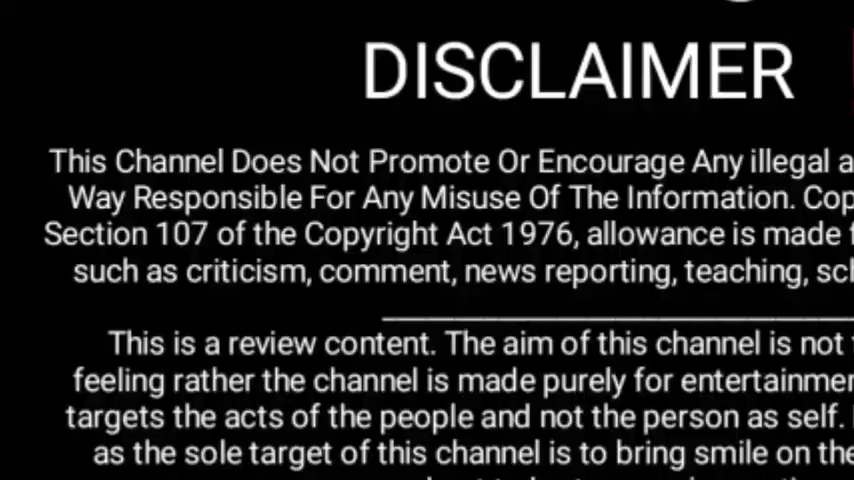 DISCLAIMER
This Channel Does Not Promote Or Encourage Any illegal a
Way Responsible For Any Misuse Of The Information. Cop
Section 107 of the Copyright Act 1976, allowance is made f
such as criticism, comment, news reporting, teaching, sch
This is a review content. The aim of this channel is not
feeling rather the channel is made purely for entertainmen
targets the acts of the people and not the person as self.
as the sole target of this channel is to bring smile on the